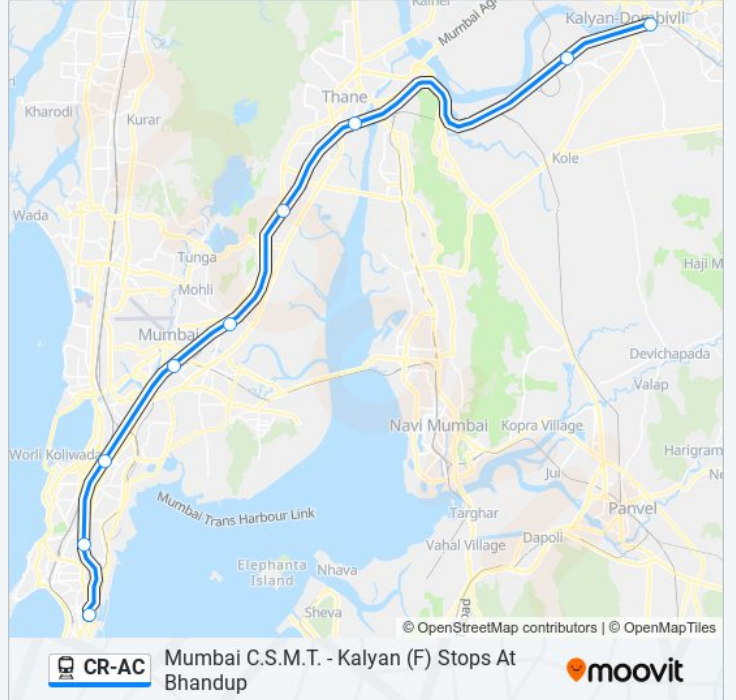 Kalyan-Dombivli
Mumbai Ag
Thane
Kharodi
Kurar
Kole
Wada
Tunga
Haji M
Mohli
Mumbai
Devichapada
Valap
Navi Mumbai
Kopra Village
Worli Koliwada
Harigram
Jui
Mumbai Trans Harbour Link
Panvel
Targhar
Dapoli
Vahal Village
Elephanta
Island
Nhava
Sheva
© OpenStreetMap contributors | © OpenMapTiles
CR-AC
Mumbai C.S.M.T. - Kalyan (F) Stops At
Bhandup
moovit